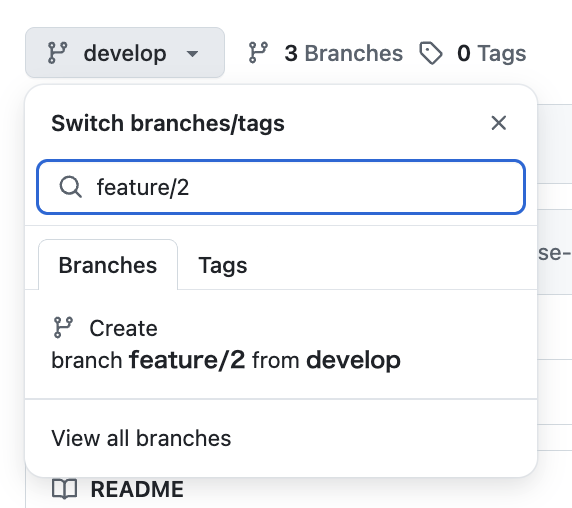 develop 3 Branches 0 Tags
Switch branches/tags
feature/2
Branches Tags
se-
Create
branch feature/2 from develop
View all branches
README